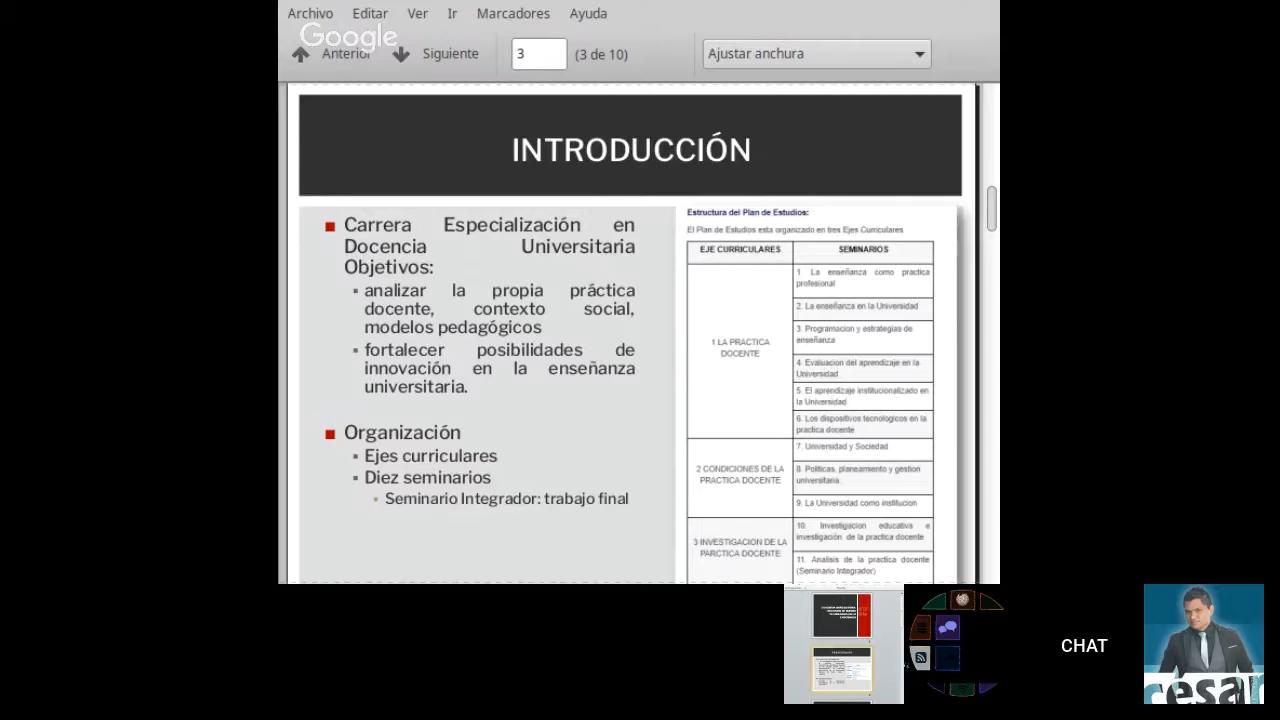 Archivo Editar Ver Ir Marcadores Ayuda
Google
Anterior Siguiente 3 (3 de 10) Ajustar anchura
INTRODUCCIÓN
Carrera Especialización en
Docencia Universitaria
Objetivos:
analizar la propia práctica
docente, contexto social,
modelos pedagógicos
fortalecer posibilidades de
innovación en la enseñanza
universitaria.
Organización
Ejes curriculares
Diez seminarios
Seminario Integrador: trabajo final
Estructura del Plan de Estudios:
El Plan de Estudios esta organizado en tres Ejes Curriculares
EJE CURRICULARES
SEMINARIOS
1 LA PRACTICA
DOCENTE
1 La enseñanza como practica
profesional
2. La enseñanza en la Universidad
3. Programacion y estrategias de
enseñanza
4. Evaluacion del aprendizaje en la
Universidad.
5. El aprendizaje institucionalizado en
la Universidad
6. Los dispositivos tecnológicos en la
practica docente
2 CONDICIONES DE LA
PRACTICA DOCENTE
7. Universidad y Sociedad
8. Politicas, planeamiento y gestion
universitaria.
9. La Universidad como institucion
3 INVESTIGACION DE LA
PARCTICA DOCENTE
10. Investigacion educativa e
investigación de la practica docente
11. Analisis de la practica docente
(Seminario Integrador)
CHAT
cesar